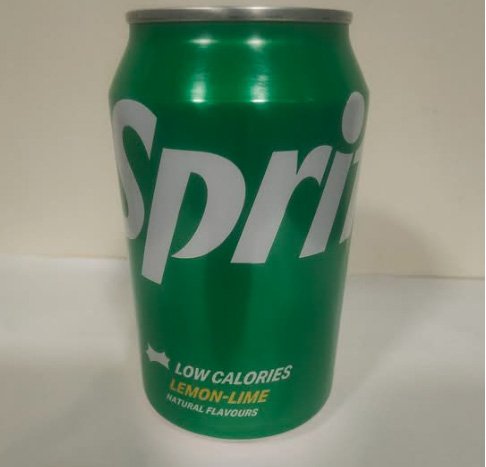 Spri
LOW CALORIES
LEMON-LIME
NATURAL FLAVOURS